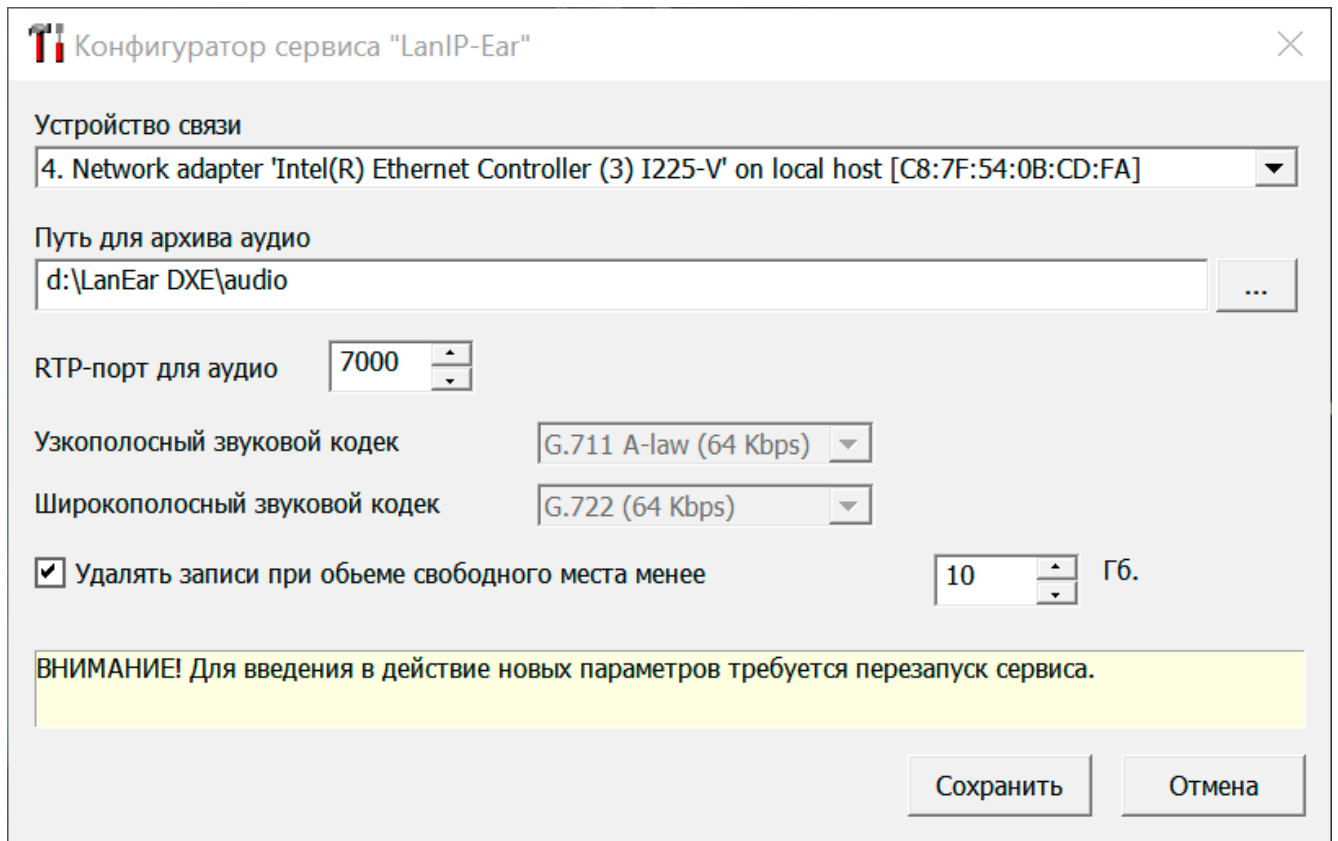 Конфигуратор сервиса "LanIP-Ear"
Устройство связи
4. Network adapter 'Intel(R) Ethernet Controller (3) I225-V' on local host [C8:7F:54:0B:CD:FA]
Путь для архива аудио
d:\LanEar DXE\audio
...
RTP-порт для аудио 7000
Узкополосный звуковой кодек G.711 A-law (64 Kbps)
Широкополосный звуковой кодек G.722 (64 Kbps)
Удалять записи при обьеме свободного места менее 10 Гб.
ВНИМАНИЕ! Для введения в действие новых параметров требуется перезапуск сервиса.
Сохранить Отмена